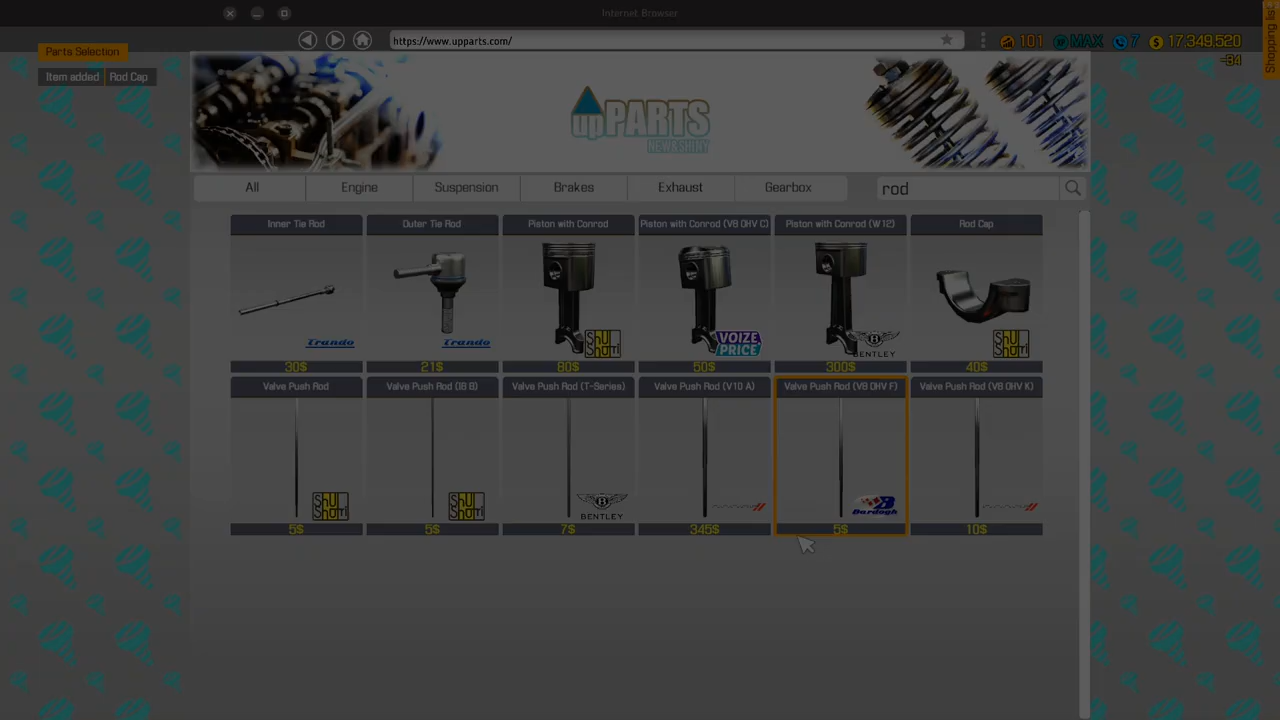 Internet Browser
https://www.upparts.com/
101 MAX 7 $ 17,349,520
-34
Shopping list
Parts Selection
Item added Rod Cap
upPARTS
NEW&SHINY
All Engine Suspension Brakes Exhaust Gearbox rod
Inner Tie Rod Outer Tie Rod Piston with Conrod Piston with Conrod (V8 OHV C) Piston with Conrod (W12) Rod Cap
Trando Trando VOIZE PRICE BENTLEY
30$ 21$ 80$ 50$ 300$ 40$
Valve Push Rod Valve Push Rod (I6 B) Valve Push Rod (T-Series) Valve Push Rod (V10 A) Valve Push Rod (V8 OHV F) Valve Push Rod (V8 OHV K)
BENTLEY Bardogh
5$ 5$ 7$ 345$ 5$ 10$